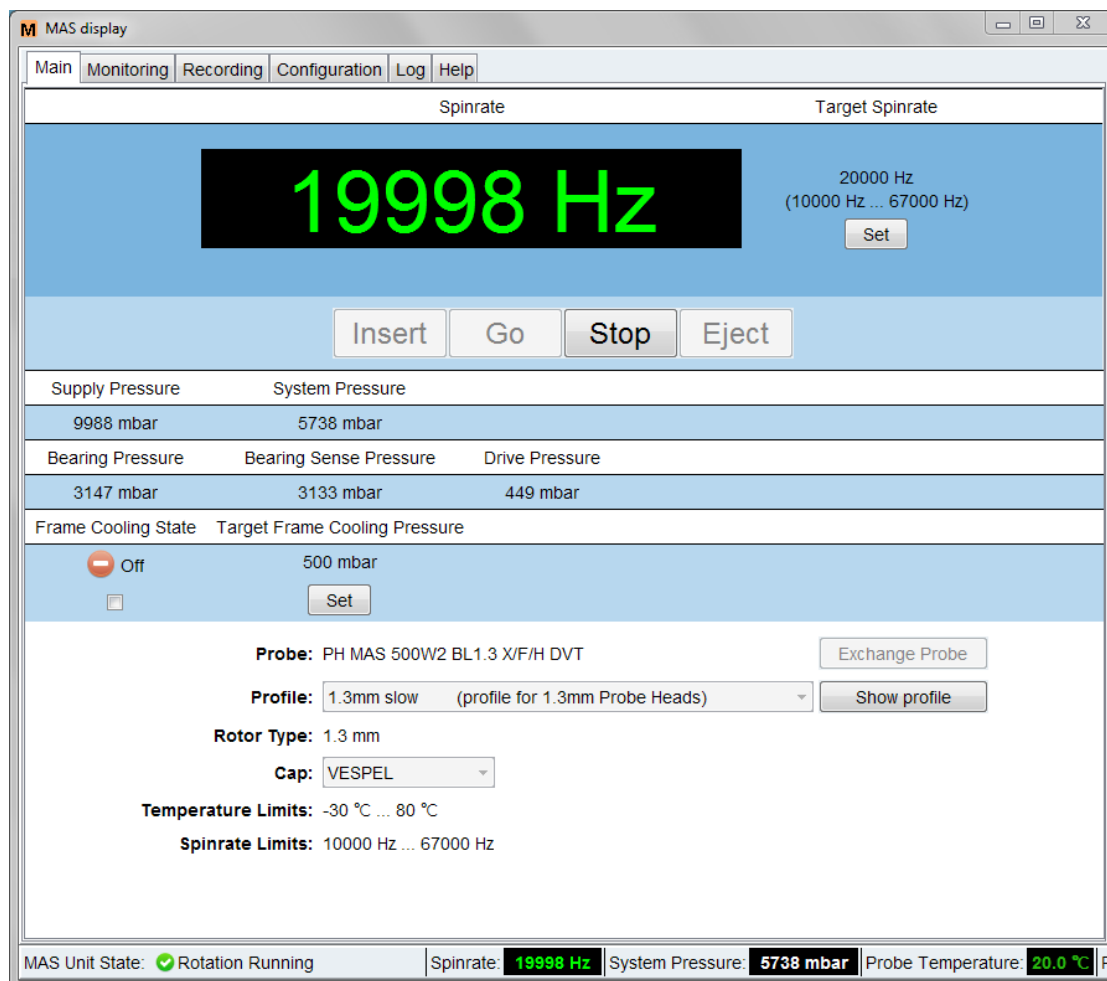 M MAS display
Main Monitoring Recording Configuration Log Help
Spinrate Target Spinrate
19998 Hz
20000 Hz
(10000 Hz ... 67000 Hz)
Set
Insert Go Stop Eject
Supply Pressure System Pressure
9988 mbar 5738 mbar
Bearing Pressure Bearing Sense Pressure Drive Pressure
3147 mbar 3133 mbar 449 mbar
Frame Cooling State Target Frame Cooling Pressure
Off 500 mbar
Set
Probe: PH MAS 500W2 BL1.3 X/F/H DVT Exchange Probe
Profile: 1.3mm slow (profile for 1.3mm Probe Heads) Show profile
Rotor Type: 1.3 mm
Cap: VESPEL
Temperature Limits: -30 °C ... 80 °C
Spinrate Limits: 10000 Hz ... 67000 Hz
MAS Unit State: Rotation Running Spinrate: 19998 Hz System Pressure: 5738 mbar Probe Temperature: 20.0 °C